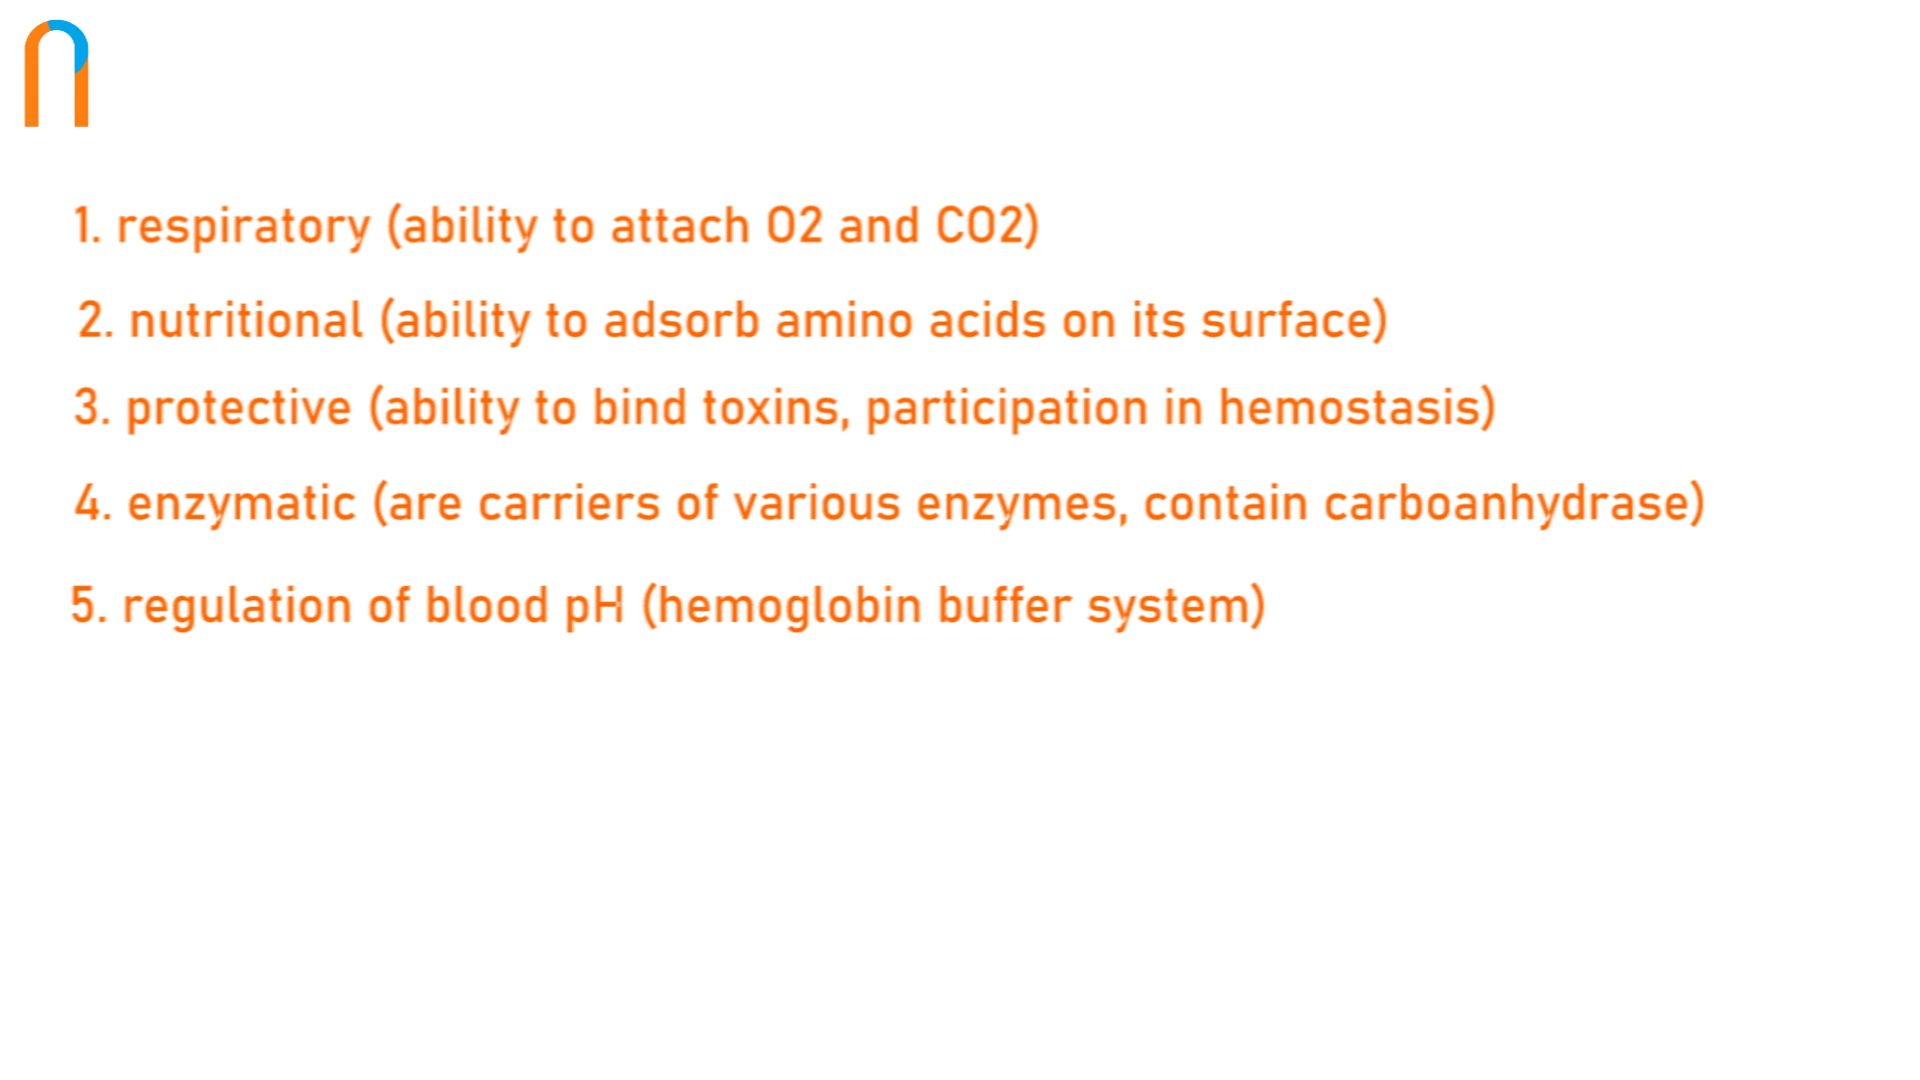 1. respiratory (ability to attach O2 and CO2)
2. nutritional (ability to adsorb amino acids on its surface)
3. protective (ability to bind toxins, participation in hemostasis)
4. enzymatic (are carriers of various enzymes, contain carboanhydrase)
5. regulation of blood pH (hemoglobin buffer system)